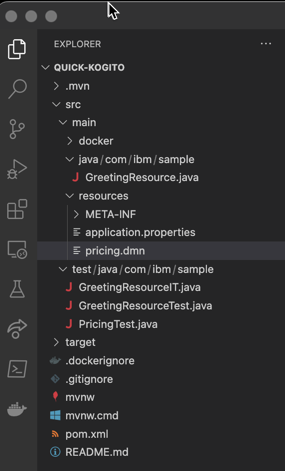 EXPLORER
QUICK-KOGITO
.mvn
src
main
docker
java/com/ibm/sample
GreetingResource.java
resources
META-INF
application.properties
pricing.dmn
test/java/com/ibm/sample
GreetingResourceIT.java
GreetingResourceTest.java
PricingTest.java
target
.dockerignore
.gitignore
mvnw
mvnw.cmd
pom.xml
README.md